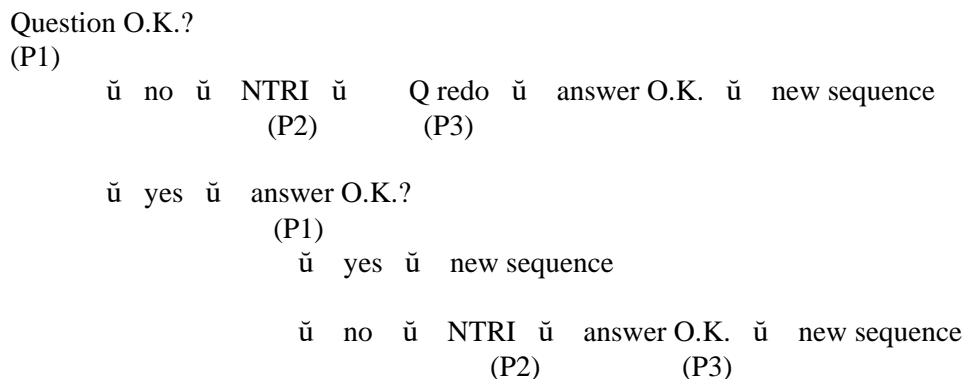 Question O.K.?
(P1)
ŭ no ŭ NTRI ŭ Q redo ŭ answer O.K. ŭ new sequence
(P2) (P3)
ŭ yes ŭ answer O.K.?
(P1)
ŭ yes ŭ new sequence
ŭ no ŭ NTRI ŭ answer O.K. ŭ new sequence
(P2) (P3)